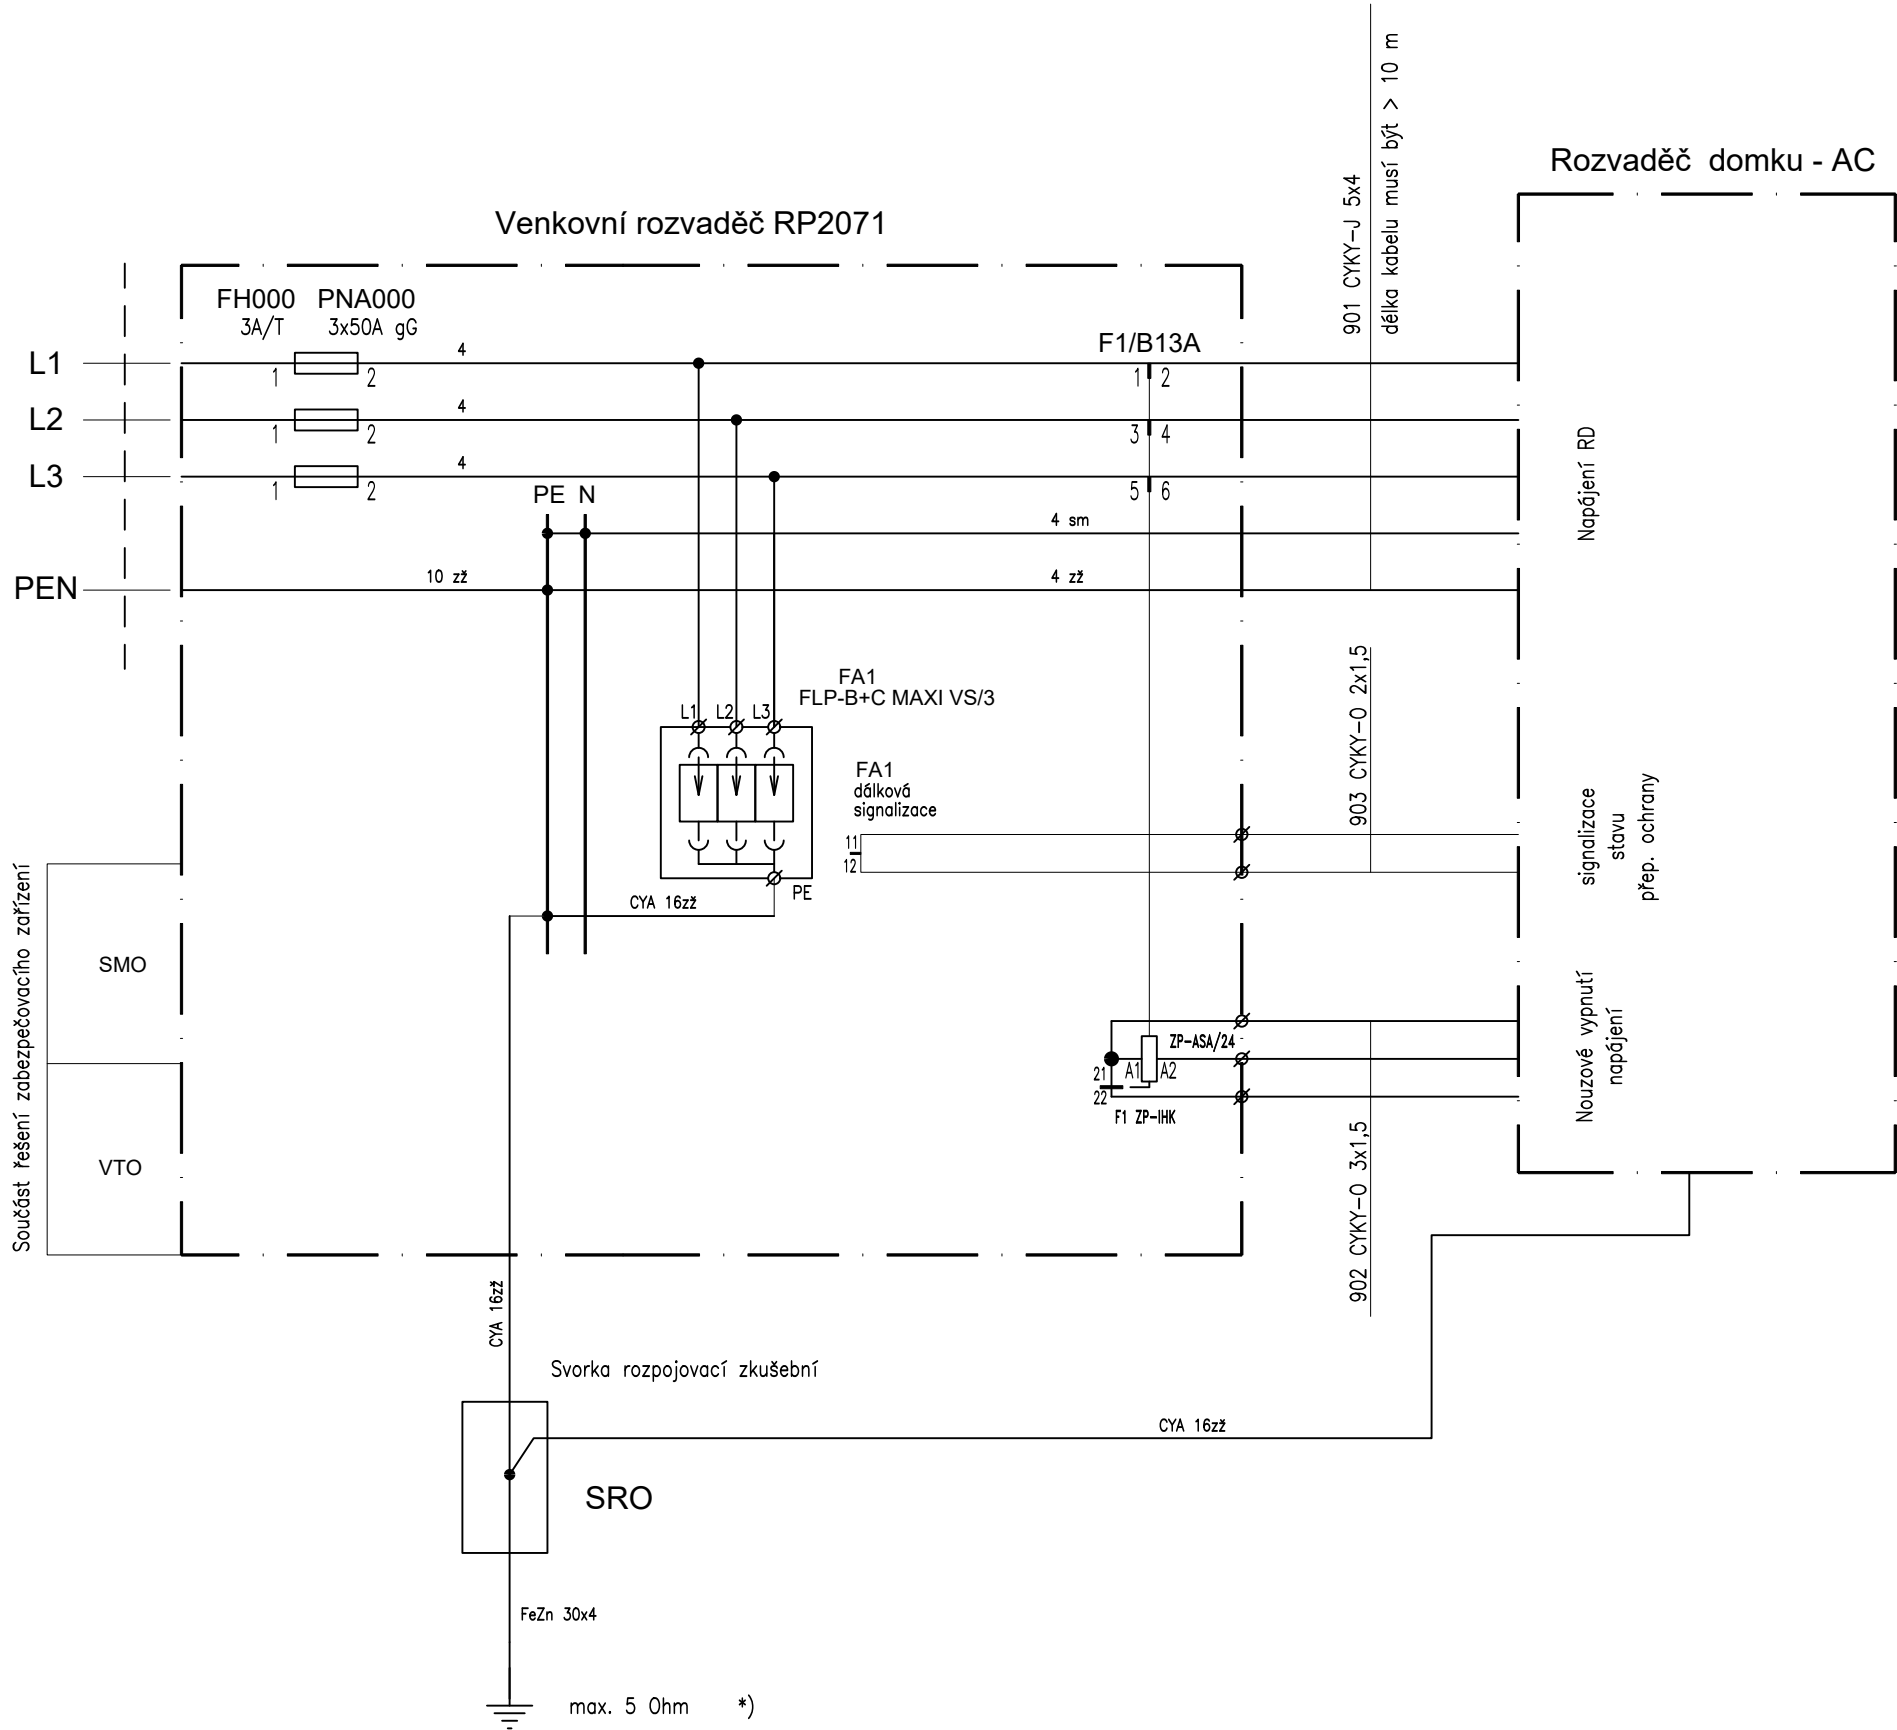 Rozvaděč domku - AC
Venkovní rozvaděč RP2071
901 CYKY-J 5x4
délka kabelu musí být > 10 m
FH000 PNA000
3A/T 3x50A gG
F1/B13A
L1
1 2
4
1 2
L2
1 2
4
3 4
L3
1 2
4
5 6
PE N
4 sm
Napájení RD
PEN
10 zž
4 zž
FA1
FLP-B+C MAXI VS/3
L1 L2 L3
903 CYKY-O 2x1,5
FA1
dálková
signalizace
11
12
signalizace
stavu
přep. ochrany
PE
CYA 16zž
Součást řešení zabezpečovacího zařízení
SMO
VTO
ZP-ASA/24
21
A1 A2
22
F1 ZP-IHK
Nouzové vypnutí
napájení
902 CYKY-O 3x1,5
CYA 16zž
Svorka rozpojovací zkušební
CYA 16zž
SRO
FeZn 30x4
max. 5 Ohm *)